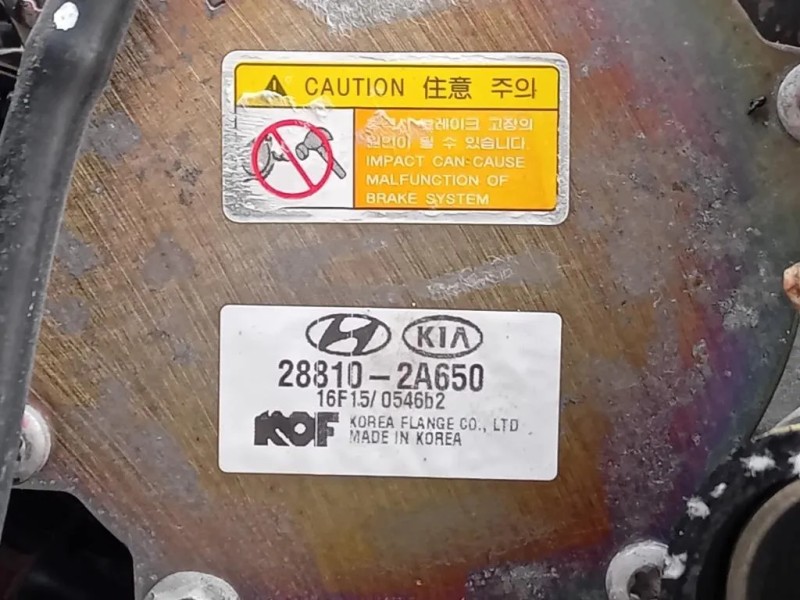 CAUTION 住意 주의
브레이크 고장의
원인이 될 수 있습니다.
IMPACT CAN CAUSE
MALFUNCTION OF
BRAKE SYSTEM
KIA
28810-2A650
16F15/0546b2
KOF KOREA FLANGE CO., LTD
MADE IN KOREA